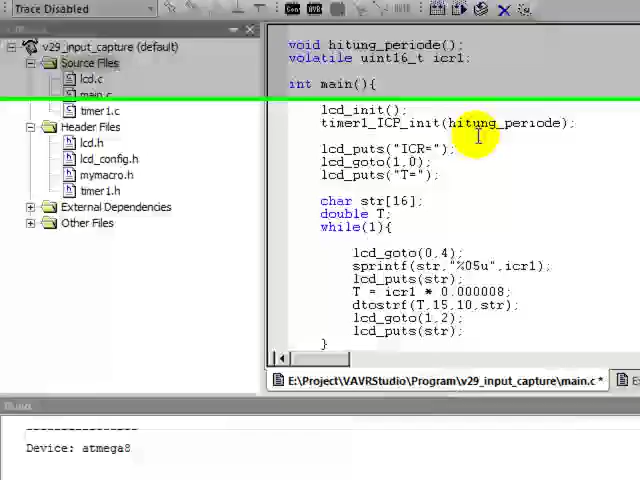 Trace Disabled
v29_input_capture (default)
Source Files
lcd.c
main.c
timer1.c
Header Files
lcd.h
lcd_config.h
mymacro.h
timer1.h
External Dependencies
Other Files
void hitung_periode();
volatile uint16_t icr1;
int main(){
lcd_init();
timer1_ICP_init(hitung_periode);
lcd_puts("ICR=");
lcd_goto(1,0);
lcd_puts("T=");
char str[16];
double T;
while(1){
lcd_goto(0,4);
sprintf(str,"%05u",icr1);
lcd_puts(str);
T = icr1 * 0.000008;
dtostrf(T,15,10,str);
lcd_goto(1,2);
lcd_puts(str);
}
E:\Project\VAVRStudio\Program\v29_input_capture\main.c *
Device: atmega8